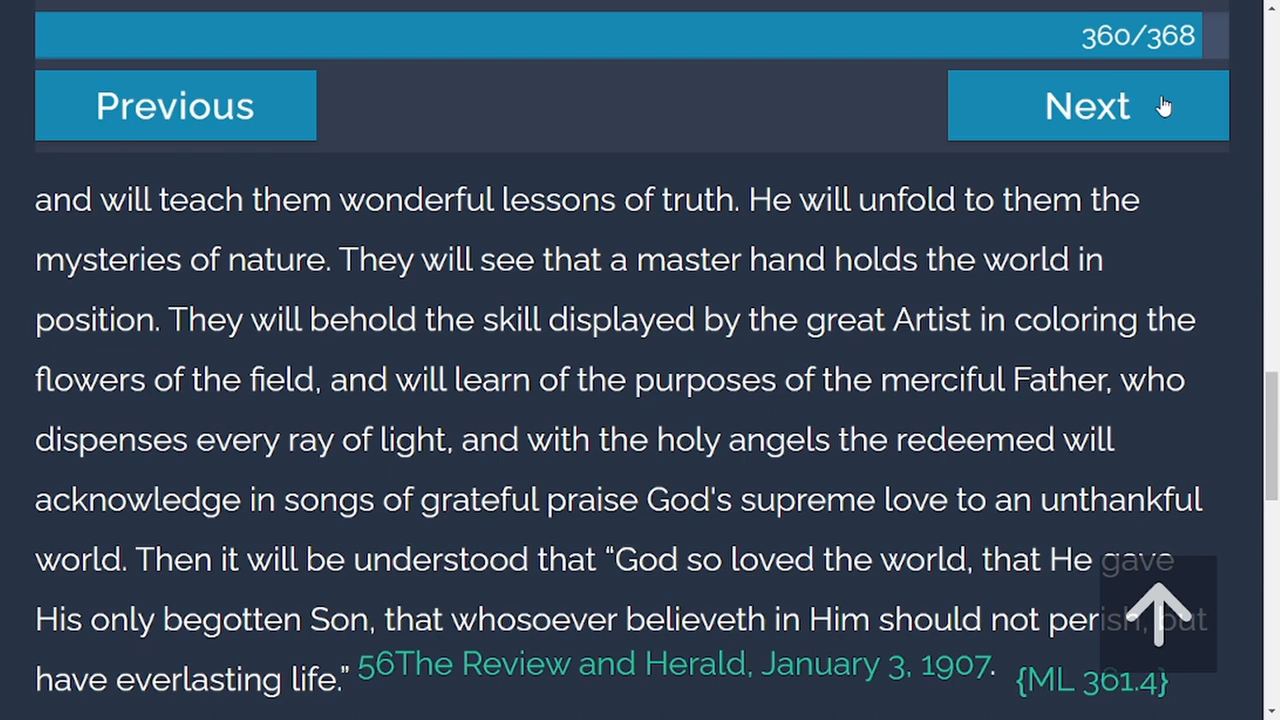 360/368
Previous
Next
and will teach them wonderful lessons of truth. He will unfold to them the
mysteries of nature. They will see that a master hand holds the world in
position. They will behold the skill displayed by the great Artist in coloring the
flowers of the field, and will learn of the purposes of the merciful Father, who
dispenses every ray of light, and with the holy angels the redeemed will
acknowledge in songs of grateful praise God's supreme love to an unthankful
world. Then it will be understood that “God so loved the world, that He gave
His only begotten Son, that whosoever believeth in Him should not perish, but
have everlasting life.” 56The Review and Herald, January 3, 1907. {ML 361.4}